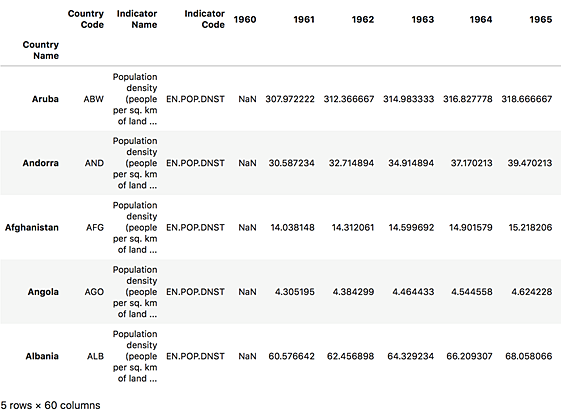 Country Code Indicator Name Indicator Code 1960 1961 1962 1963 1964 1965
Country Name
Aruba ABW Population density (people per sq. km of land ... EN.POP.DNST NaN 307.972222 312.366667 314.983333 316.827778 318.666667
Andorra AND Population density (people per sq. km of land ... EN.POP.DNST NaN 30.587234 32.714894 34.914894 37.170213 39.470213
Afghanistan AFG Population density (people per sq. km of land ... EN.POP.DNST NaN 14.038148 14.312061 14.599692 14.901579 15.218206
Angola AGO Population density (people per sq. km of land ... EN.POP.DNST NaN 4.305195 4.384299 4.464433 4.544558 4.624228
Albania ALB Population density (people per sq. km of land ... EN.POP.DNST NaN 60.576642 62.456898 64.329234 66.209307 68.058066
5 rows × 60 columns